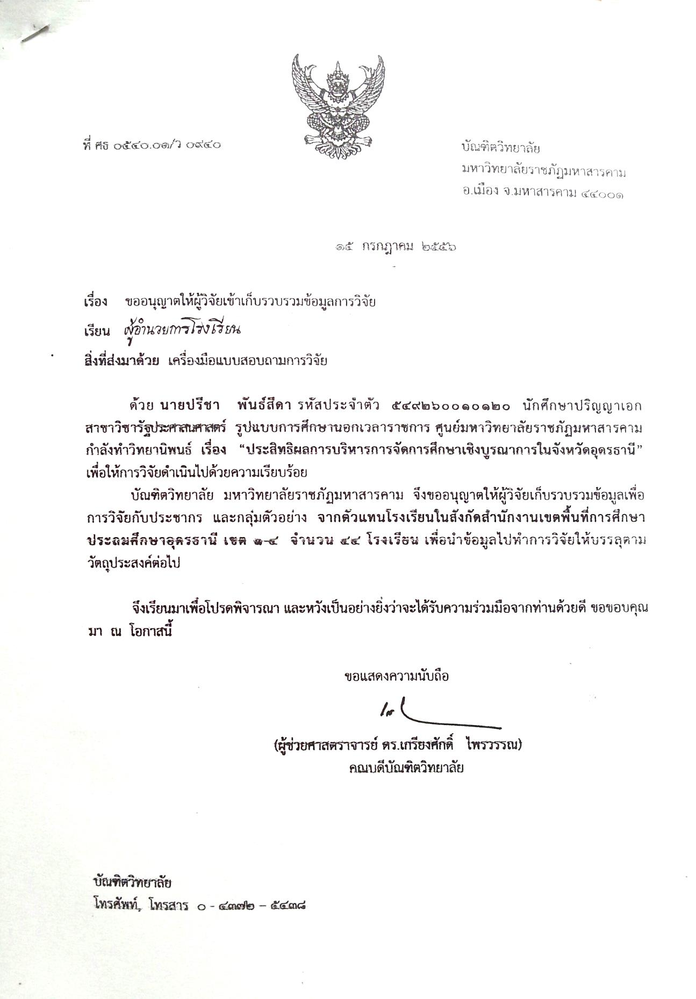 ที่ ศธ ๐๕๔๐.๐๑/ว ๐๙๔๐
บัณฑิตวิทยาลัย
มหาวิทยาลัยราชภัฏมหาสารคาม
อ.เมือง จ.มหาสารคาม ๔๔๐๐๑
๑๕ กรกฎาคม ๒๕๕๖
เรื่อง ขออนุญาตให้ผู้วิจัยเข้าเก็บรวบรวมข้อมูลการวิจัย
เรียน ผู้อำนวยการโรงเรียน
สิ่งที่ส่งมาด้วย เครื่องมือแบบสอบถามการวิจัย
ด้วย นายปรีชา พันธ์สีดา รหัสประจำตัว ๕๔๙๒๖๐๐๑๐๑๒๐ นักศึกษาปริญญาเอก
สาขาวิชารัฐประศาสนศาสตร์ รูปแบบการศึกษานอกเวลาราชการ ศูนย์มหาวิทยาลัยราชภัฏมหาสารคาม
กำลังทำวิทยานิพนธ์ เรื่อง “ประสิทธิผลการบริหารการจัดการศึกษาเชิงบูรณาการในจังหวัดอุดรธานี”
เพื่อให้การวิจัยดำเนินไปด้วยความเรียบร้อย
บัณฑิตวิทยาลัย มหาวิทยาลัยราชภัฏมหาสารคาม จึงขออนุญาตให้ผู้วิจัยเก็บรวบรวมข้อมูลเพื่อ
การวิจัยกับประชากร และกลุ่มตัวอย่าง จากตัวแทนโรงเรียนในสังกัดสำนักงานเขตพื้นที่การศึกษา
ประถมศึกษาอุดรธานี เขต ๑-๔ จำนวน ๔๔ โรงเรียน เพื่อนำข้อมูลไปทำการวิจัยให้บรรลุตาม
วัตถุประสงค์ต่อไป
จึงเรียนมาเพื่อโปรดพิจารณา และหวังเป็นอย่างยิ่งว่าจะได้รับความร่วมมือจากท่านด้วยดี ขอขอบคุณ
มา ณ โอกาสนี้
ขอแสดงความนับถือ
(ผู้ช่วยศาสตราจารย์ ดร.เกรียงศักดิ์ ไพรวรรณ)
คณบดีบัณฑิตวิทยาลัย
บัณฑิตวิทยาลัย
โทรศัพท์, โทรสาร ๐ - ๔๓๗๒ - ๕๔๓๘